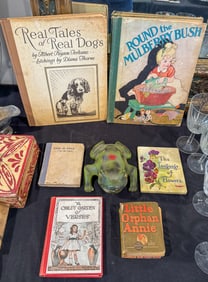 Real Tales
of Real Dogs
by Albert Payson Terhune
Etchings by Diana Thorne
ROUND the
MULBERRY BUSH
The
Language
of Flowers
A
CHILD'S GARDEN
OF
VERSES
Little
Orphan
Annie